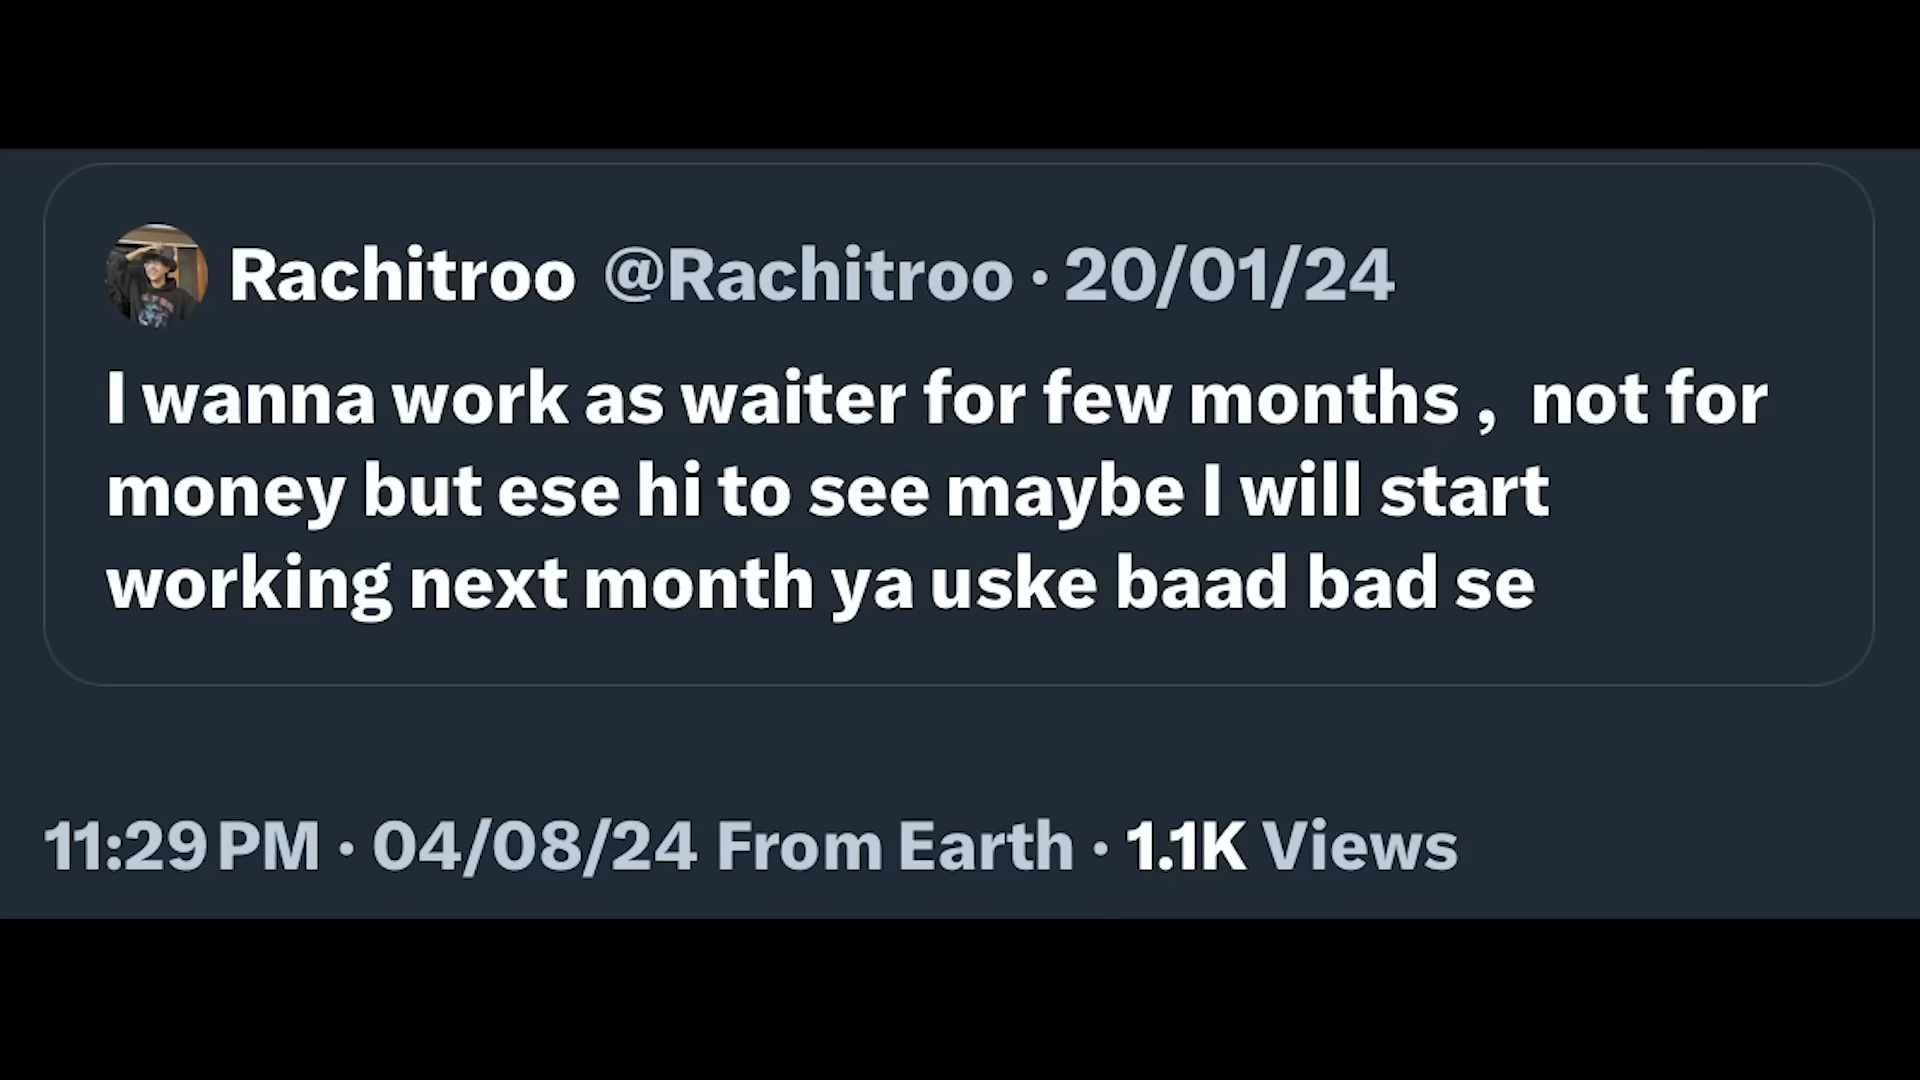 Rachitroo @Rachitroo · 20/01/24
I wanna work as waiter for few months ,  not for
money but ese hi to see maybe I will start
working next month ya uske baad bad se
11:29 PM · 04/08/24 From Earth · 1.1K Views